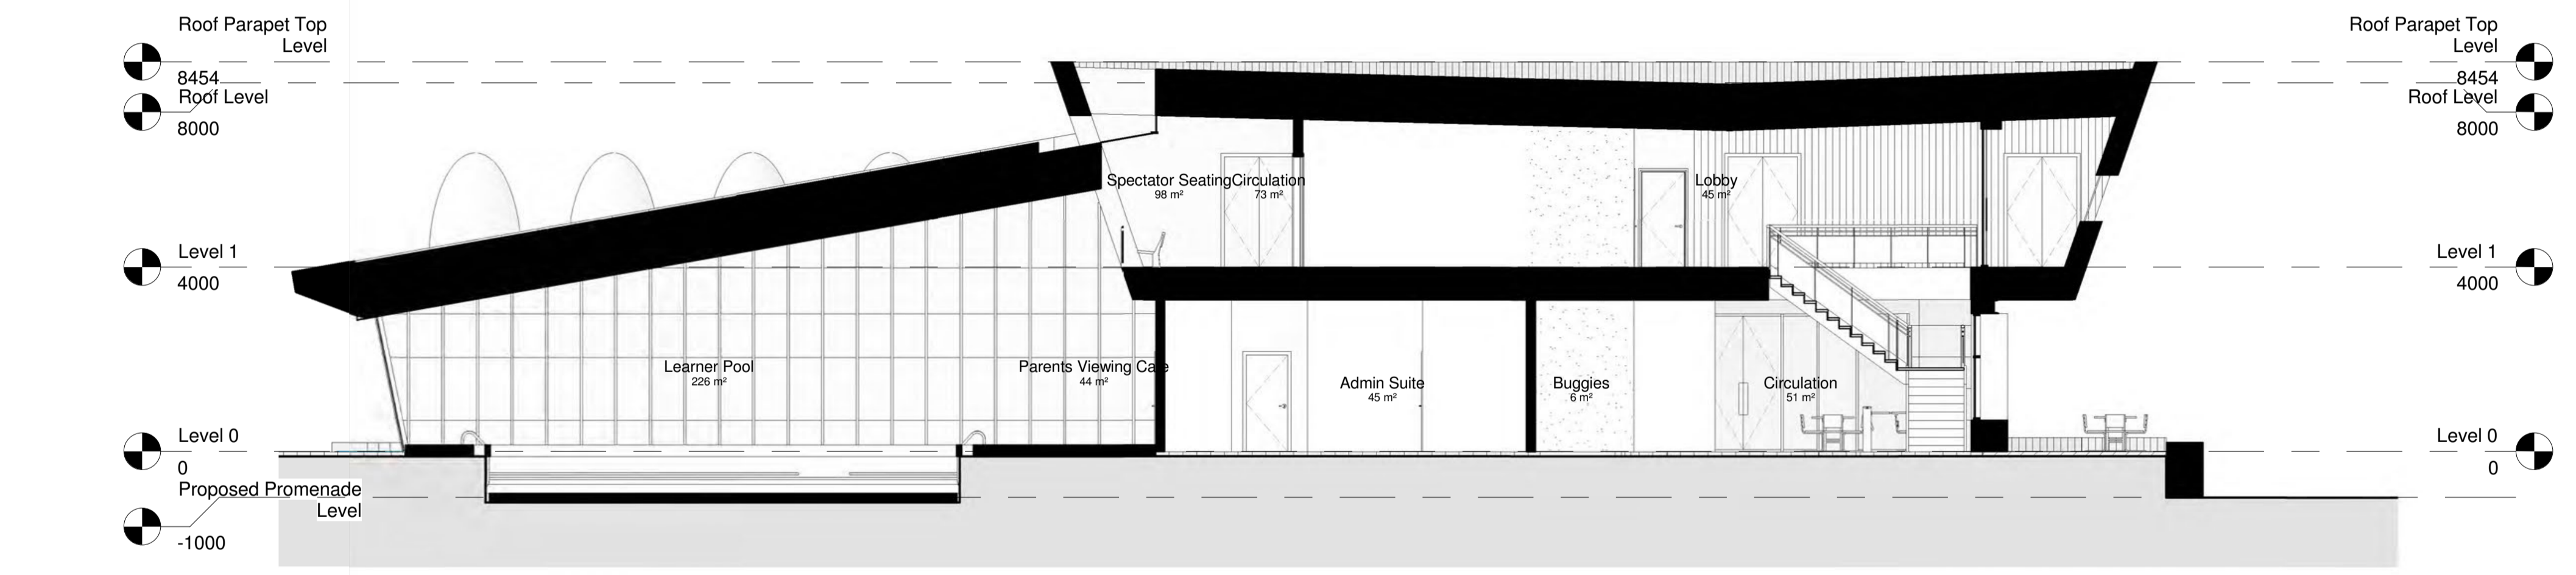 Roof Parapet Top
Level
8454
Roof Level
8000
Level 1
4000
Level 0
0
Proposed Promenade
Level
-1000
Spectator Seating
98 m²
Circulation
73 m²
Lobby
45 m²
Learner Pool
226 m²
Parents Viewing Cafe
44 m²
Admin Suite
45 m²
Buggies
6 m²
Circulation
51 m²
Roof Parapet Top
Level
8454
Roof Level
8000
Level 1
4000
Level 0
0